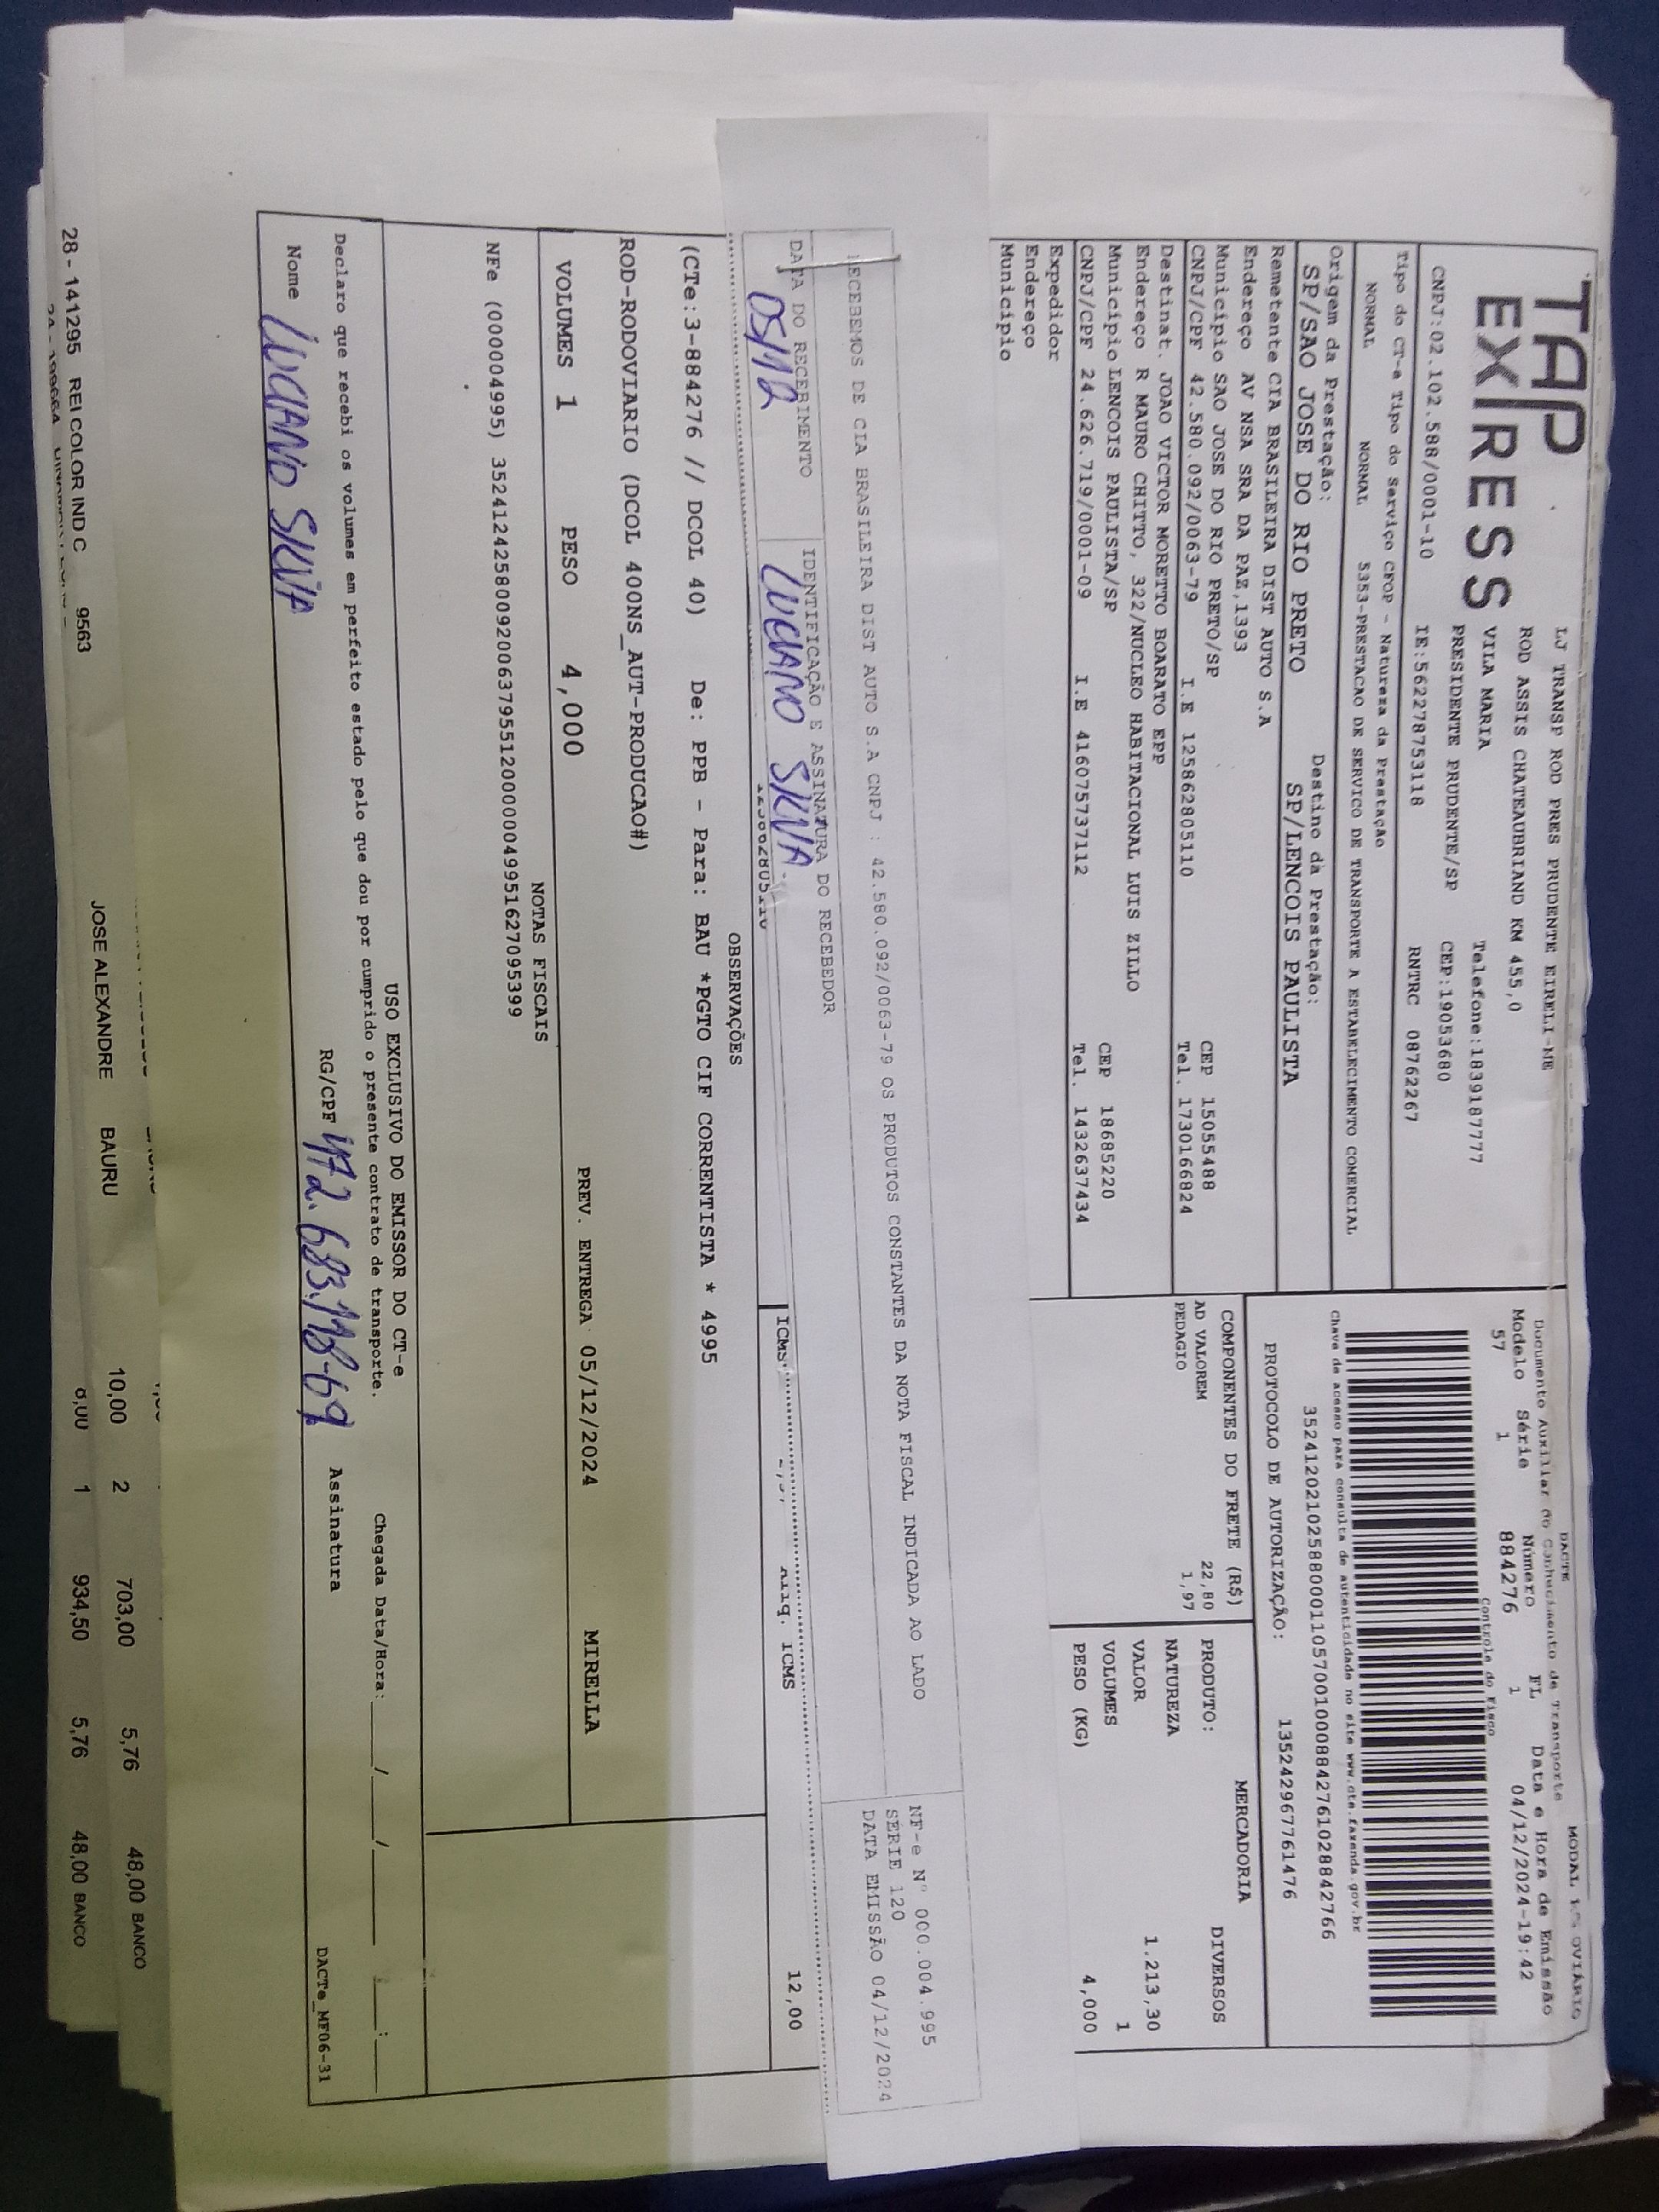 TAP
EXPRESS
LJ TRANSP ROD PRES PRUDENTE EIRELI-ME
ROD ASSIS CHATEAUBRIAND KM 455,0
VILA MARIA Telefone:1839187777
PRESIDENTE PRUDENTE/SP CEP:19053680
CNPJ:02.102.588/0001-10 IE:562278753118 RNTRC 08762267
DACTE MODAL
Documento Auxiliar do Conhecimento de Transporte
Modelo Série Número FL Data e Hora de Emissão
57 1 884276 1 04/12/2024-19:42
Controle do Fisco
Chave de acesso para consulta de autenticidade no site www.cte.fazenda.gov.br
35241202102588000110570010008842761028842766
PROTOCOLO DE AUTORIZAÇÃO: 135242967761476
Tipo do CT-e Tipo do Serviço CFOP - Natureza da Prestação
NORMAL NORMAL 5353-PRESTACAO DE SERVICO DE TRANSPORTE A ESTABELECIMENTO COMERCIAL
Origem da Prestação: Destino da Prestação:
SP/SAO JOSE DO RIO PRETO SP/LENCOIS PAULISTA
Remetente CIA BRASILEIRA DIST AUTO S.A
Endereço AV NSA SRA DA PAZ,1393
Município SAO JOSE DO RIO PRETO/SP CEP 15055488
CNPJ/CPF 42.580.092/0063-79 I.E 125862805110 Tel. 1730166824
Destinat. JOAO VICTOR MORETTO BOARATO EPP
Endereço R MAURO CHITTO, 322/NUCLEO HABITACIONAL LUIS ZILLO
Município LENCOIS PAULISTA/SP CEP 18685220
CNPJ/CPF 24.626.719/0001-09 I.E 416075737112 Tel. 1432637434
Expedidor
Endereço
Município
COMPONENTES DO FRETE (R$)
AD VALOREM 22,80
PEDAGIO 1,97
MERCADORIA
PRODUTO: DIVERSOS
NATUREZA
VALOR 1.213,30
VOLUMES 1
PESO (KG) 4,000
RECEBEMOS DE CIA BRASILEIRA DIST AUTO S.A CNPJ : 42.580.092/0063-79 OS PRODUTOS CONSTANTES DA NOTA FISCAL INDICADA AO LADO
NF-e Nº 000.004.995
SÉRIE 120
DATA EMISSÃO 04/12/2024
DATA DO RECEBIMENTO IDENTIFICAÇÃO E ASSINATURA DO RECEBEDOR
05/12 LUCIANO SILVA
125862805110
ICMS Aliq. ICMS 12,00
OBSERVAÇÕES
(CTe:3-884276 // DCOL 40) De: PPB - Para: BAU *PGTO CIF CORRENTISTA * 4995
ROD-RODOVIARIO (DCOL 400NS_AUT-PRODUCAO#)
VOLUMES 1 PESO 4,000 PREV. ENTREGA 05/12/2024 MIRELLA
NOTAS FISCAIS
NFe (000004995) 35241242580092006379551200000049951627095399
USO EXCLUSIVO DO EMISSOR DO CT-e
Declaro que recebi os volumes em perfeito estado pelo que dou por cumprido o presente contrato de transporte. Chegada Data/Hora:____/____/______ ___:___
Nome LUCIANO SILVA RG/CPF 472.683.118-69 Assinatura
DACTe_MF06-31
JOSE ALEXANDRE BAURU 10,00 2 703,00 5,76 48,00 BANCO
28 - 141295 REI COLOR IND C 9563 1 934,50 5,76 48,00 BANCO